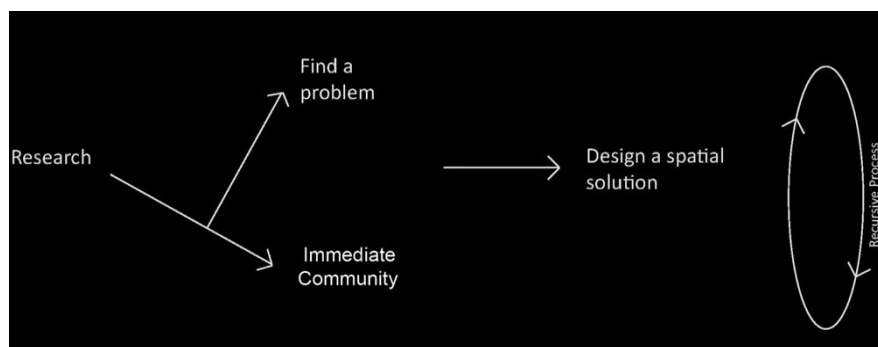 Find a
problem
Research
Design a spatial
solution
Immediate
Community
Recursive Process